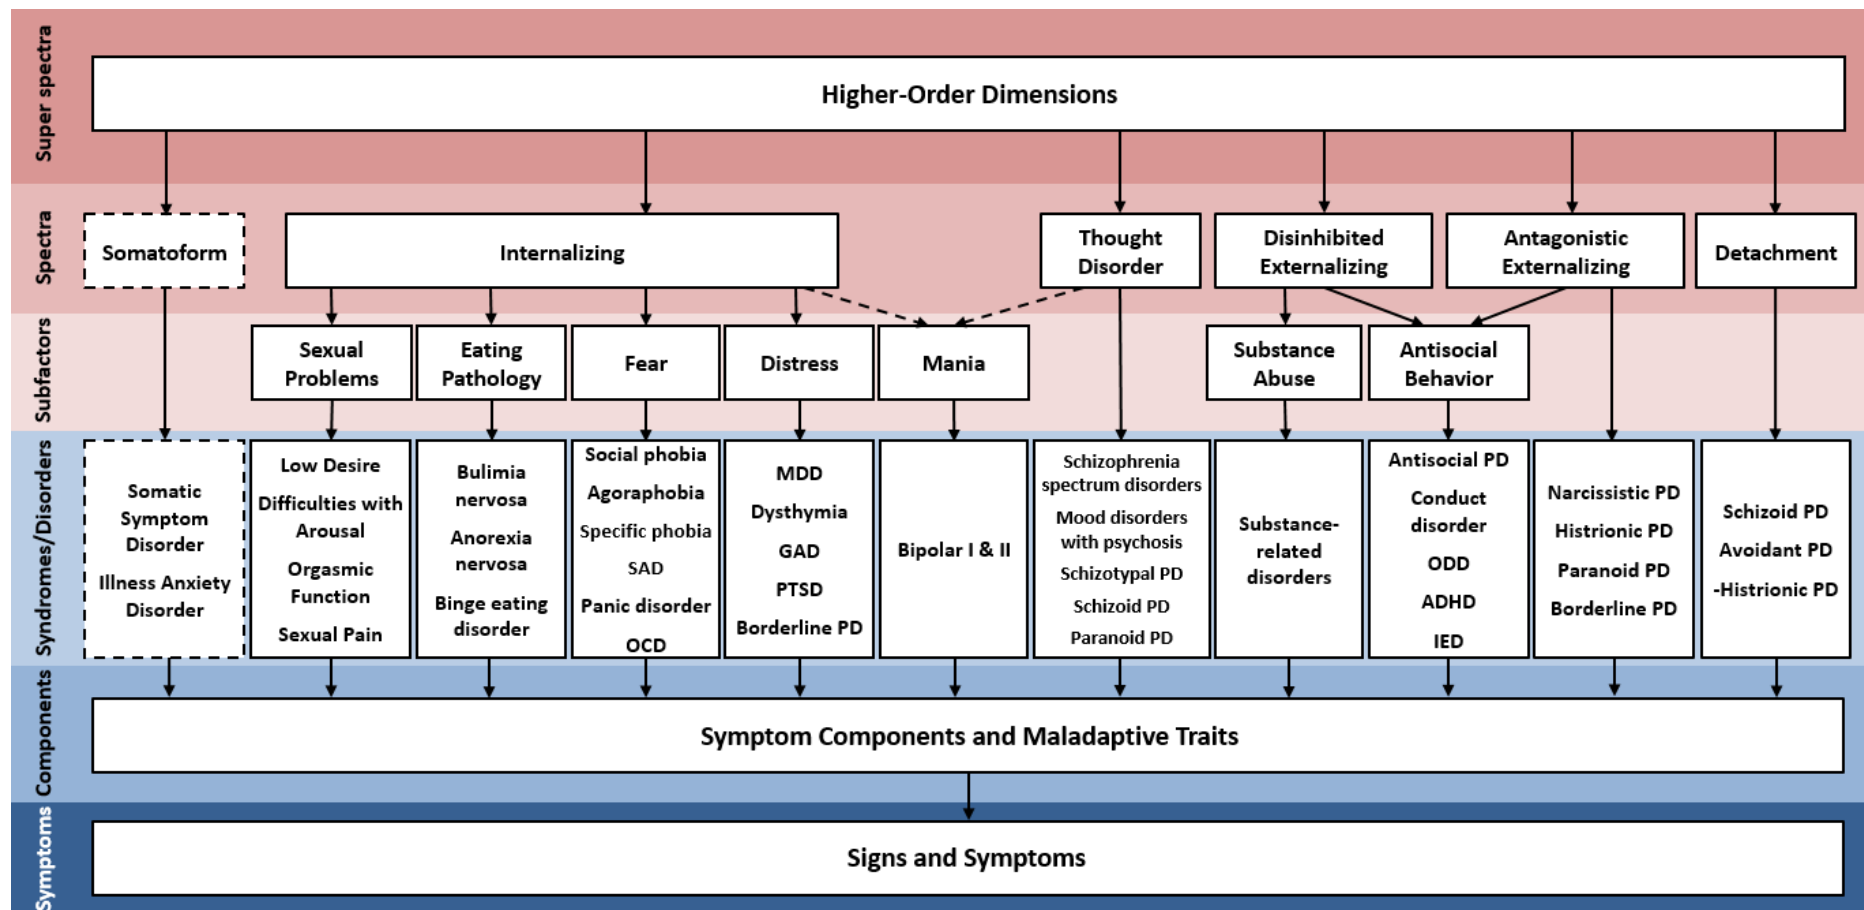 Super spectra
Higher-Order Dimensions
Spectra
Somatoform
Internalizing
Thought
Disorder
Disinhibited
Externalizing
Antagonistic
Externalizing
Detachment
Subfactors
Sexual
Problems
Eating
Pathology
Fear
Distress
Mania
Substance
Abuse
Antisocial
Behavior
Syndromes/Disorders
Somatic
Symptom
Disorder
Illness Anxiety
Disorder
Low Desire
Difficulties with
Arousal
Orgasmic
Function
Sexual Pain
Bulimia
nervosa
Anorexia
nervosa
Binge eating
disorder
Social phobia
Agoraphobia
Specific phobia
SAD
Panic disorder
OCD
MDD
Dysthymia
GAD
PTSD
Borderline PD
Bipolar I & II
Schizophrenia
spectrum disorders
Mood disorders
with psychosis
Schizotypal PD
Schizoid PD
Paranoid PD
Substance-
related
disorders
Antisocial PD
Conduct
disorder
ODD
ADHD
IED
Narcissistic PD
Histrionic PD
Paranoid PD
Borderline PD
Schizoid PD
Avoidant PD
-Histrionic PD
Components
Symptom Components and Maladaptive Traits
Symptoms
Signs and Symptoms